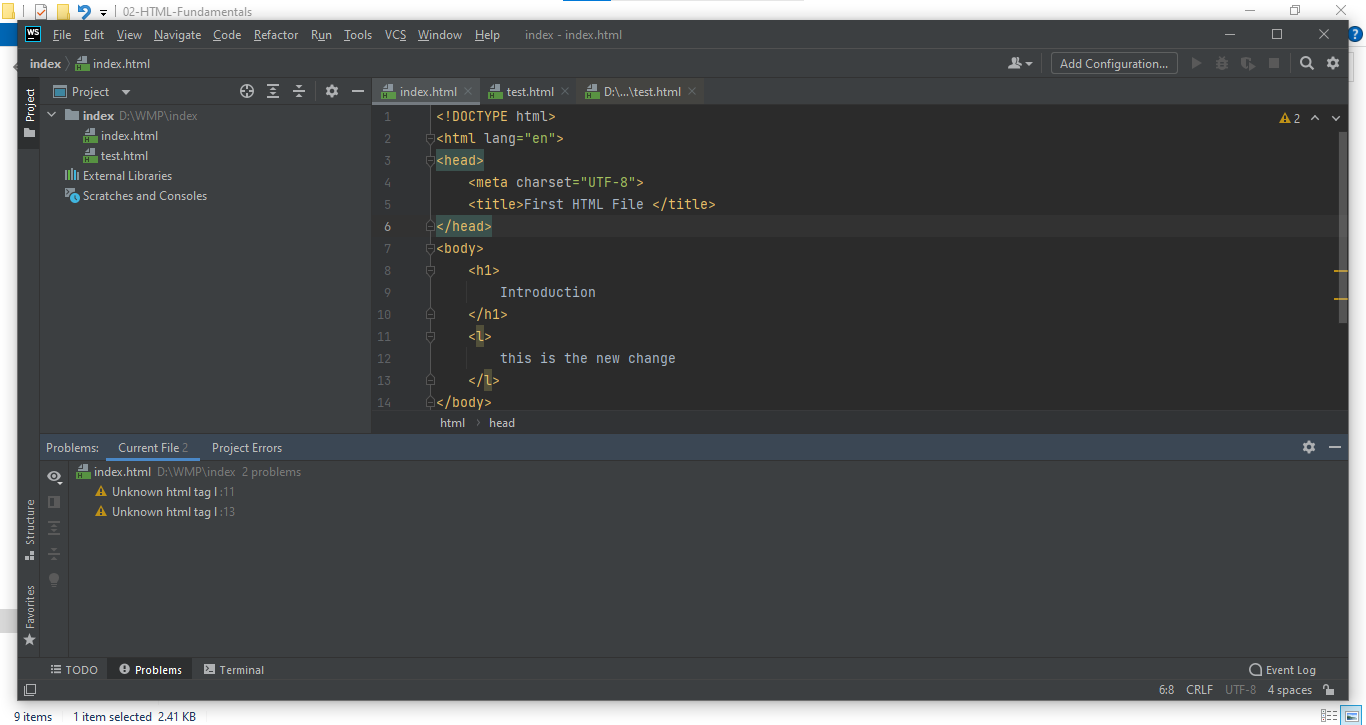 02-HTML-Fundamentals
WS File Edit View Navigate Code Refactor Run Tools VCS Window Help index - index.html
index index.html Add Configuration...
Project Project index.html test.html D:\...\test.html
index D:\WMP\index
index.html
test.html
External Libraries
Scratches and Consoles
1 <!DOCTYPE html>
2 <html lang="en">
3 <head>
4 <meta charset="UTF-8">
5 <title>First HTML File </title>
6 </head>
7 <body>
8 <h1>
9 Introduction
10 </h1>
11 <l>
12 this is the new change
13 </l>
14 </body>
2
html head
Problems: Current File 2 Project Errors
index.html D:\WMP\index 2 problems
Unknown html tag l :11
Unknown html tag l :13
Structure
Favorites
TODO Problems Terminal Event Log
6:8 CRLF UTF-8 4 spaces
9 items 1 item selected 2.41 KB